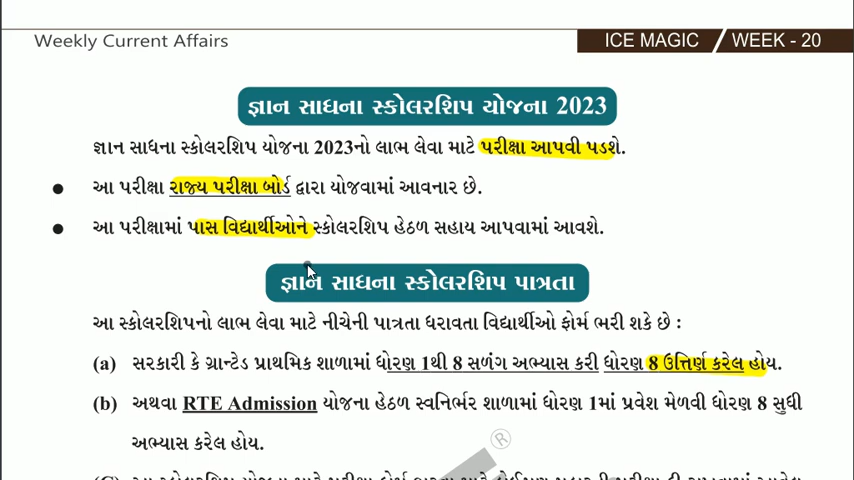 Weekly Current Affairs
ICE MAGIC / WEEK - 20
જ્ઞાન સાધના સ્કોલરશિપ યોજના 2023
જ્ઞાન સાધના સ્કોલરશિપ યોજના 2023નો લાભ લેવા માટે પરીક્ષા આપવી પડશે.
● આ પરીક્ષા રાજ્ય પરીક્ષા બોર્ડ દ્વારા યોજવામાં આવનાર છે.
● આ પરીક્ષામાં પાસ વિદ્યાર્થીઓને સ્કોલરશિપ હેઠળ સહાય આપવામાં આવશે.
જ્ઞાન સાધના સ્કોલરશિપ પાત્રતા
આ સ્કોલરશિપનો લાભ લેવા માટે નીચેની પાત્રતા ધરાવતા વિદ્યાર્થીઓ ફોર્મ ભરી શકે છે :
(a) સરકારી કે ગ્રાન્ટેડ પ્રાથમિક શાળામાં ધોરણ 1થી 8 સળંગ અભ્યાસ કરી ધોરણ 8 ઉત્તિર્ણ કરેલ હોય.
(b) અથવા RTE Admission યોજના હેઠળ સ્વનિર્ભર શાળામાં ધોરણ 1માં પ્રવેશ મેળવી ધોરણ 8 સુધી
અભ્યાસ કરેલ હોય.
®